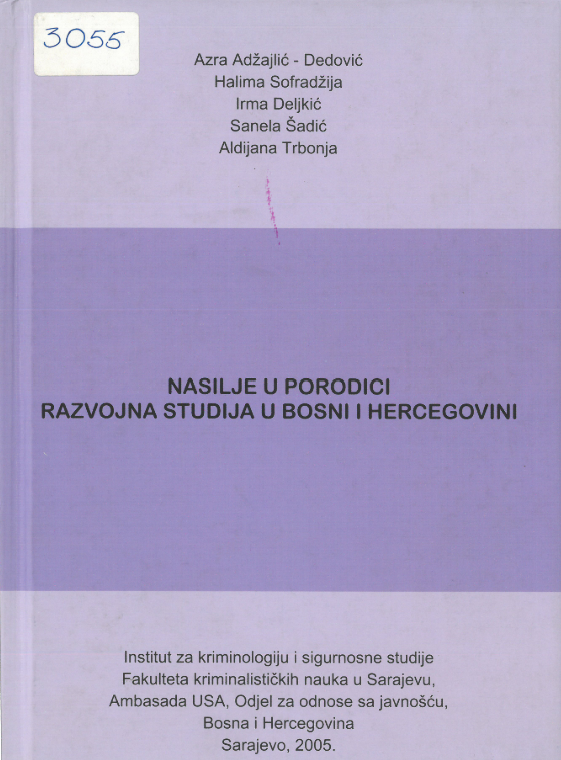 3055
Azra Adžajlić - Dedović
Halima Sofradžija
Irma Deljkić
Sanela Šadić
Aldijana Trbonja
NASILJE U PORODICI
RAZVOJNA STUDIJA U BOSNI I HERCEGOVINI
Institut za kriminologiju i sigurnosne studije
Fakulteta kriminalističkih nauka u Sarajevu,
Ambasada USA, Odjel za odnose sa javnošću,
Bosna i Hercegovina
Sarajevo, 2005.